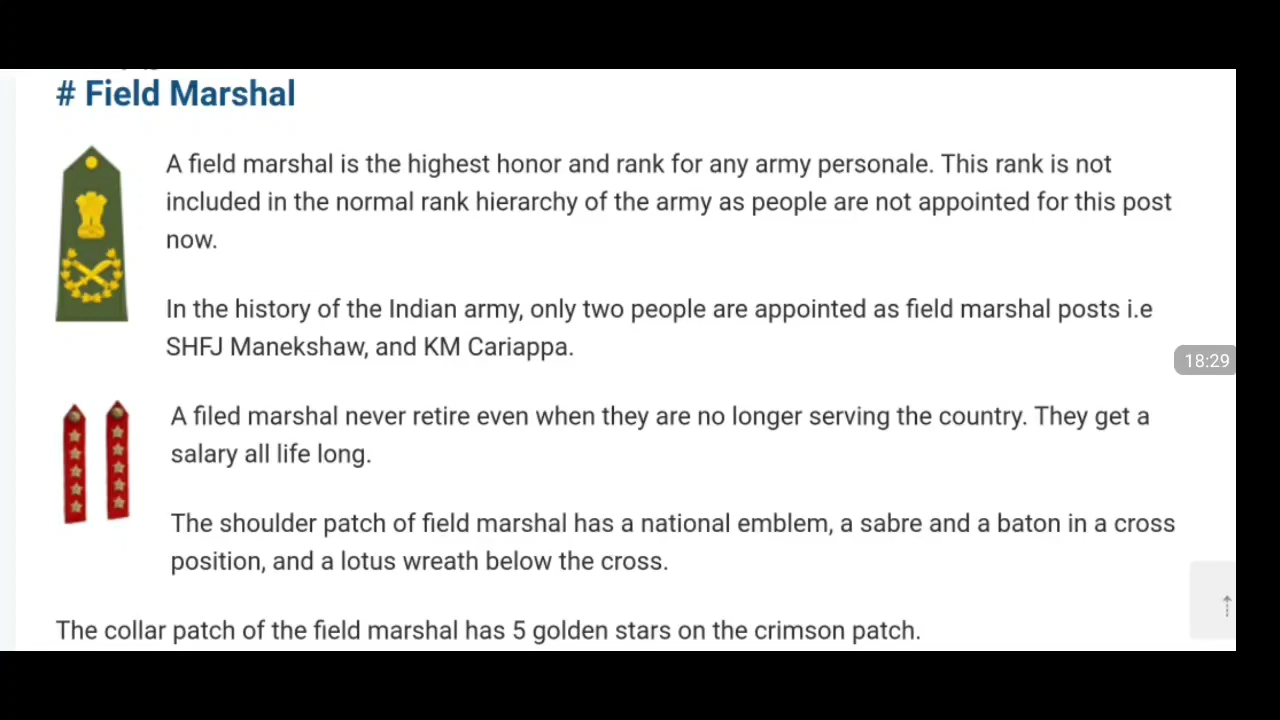 # Field Marshal
A field marshal is the highest honor and rank for any army personale. This rank is not
included in the normal rank hierarchy of the army as people are not appointed for this post
now.
In the history of the Indian army, only two people are appointed as field marshal posts i.e
SHFJ Manekshaw, and KM Cariappa.
18:29
A filed marshal never retire even when they are no longer serving the country. They get a
salary all life long.
The shoulder patch of field marshal has a national emblem, a sabre and a baton in a cross
position, and a lotus wreath below the cross.
The collar patch of the field marshal has 5 golden stars on the crimson patch.